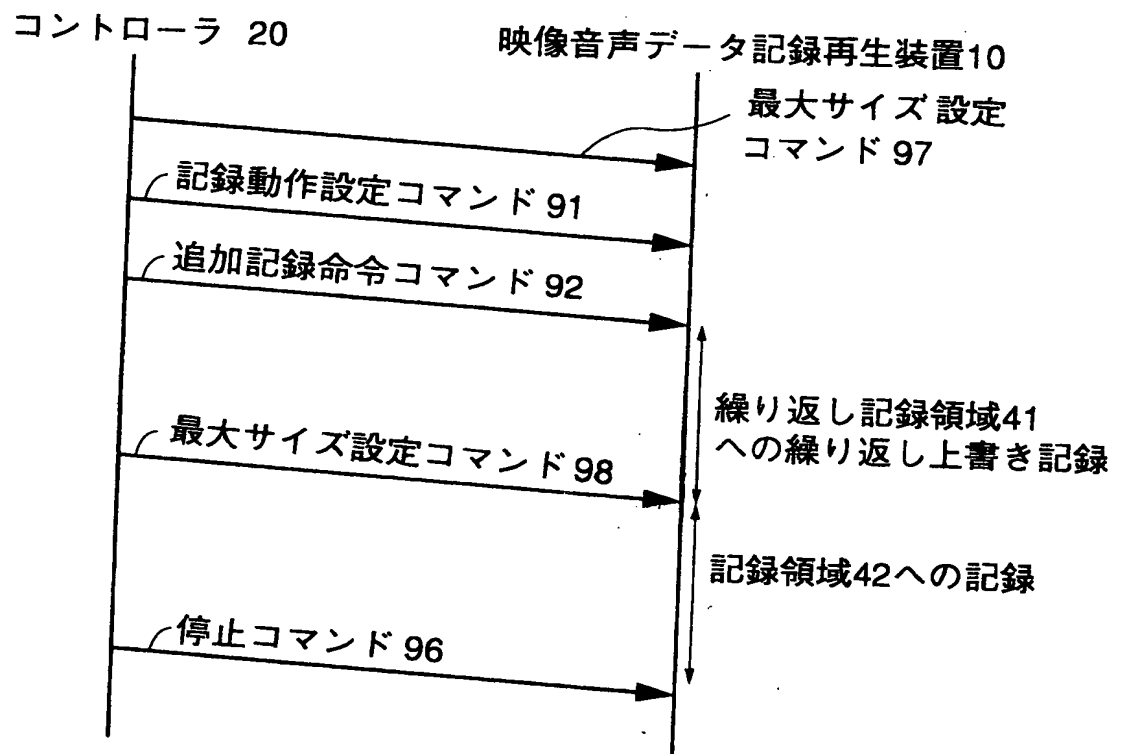 コントローラ 20
映像音声データ記録再生装置10
最大サイズ 設定
コマンド 97
記録動作設定コマンド 91
追加記録命令コマンド 92
繰り返し記録領域41
への繰り返し上書き記録
最大サイズ設定コマンド 98
記録領域42への記録
停止コマンド 96